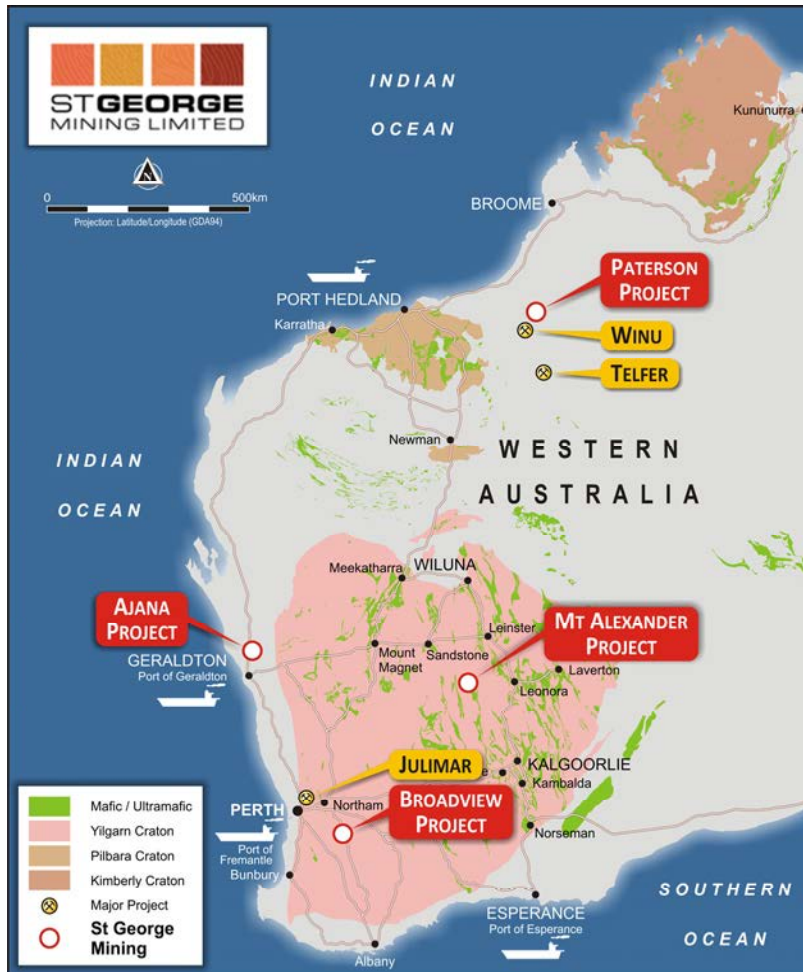 STGEORGE
MINING LIMITED
N
0
500km
Projection: Latitude/Longitude (GDA94)
INDIAN
OCEAN
Kununurra
BROOME
PATERSON
PROJECT
PORT HEDLAND
Karratha
WINU
TELFER
Newman
WESTERN
AUSTRALIA
INDIAN
OCEAN
Meekatharra
WILUNA
AJANA
PROJECT
MT ALEXANDER
PROJECT
Leinster
Mount
Magnet
Sandstone
Laverton
Leonora
GERALDTON
Port of Geraldton
JULIMAR
KALGOORLIE
Kambalda
PERTH
Northam
BROADVIEW
PROJECT
Norseman
Port of
Fremantle
Bunbury
ESPERANCE
Port of Esperance
Albany
SOUTHERN
OCEAN
Mafic / Ultramafic
Yilgarn Craton
Pilbara Craton
Kimberly Craton
Major Project
St George
Mining